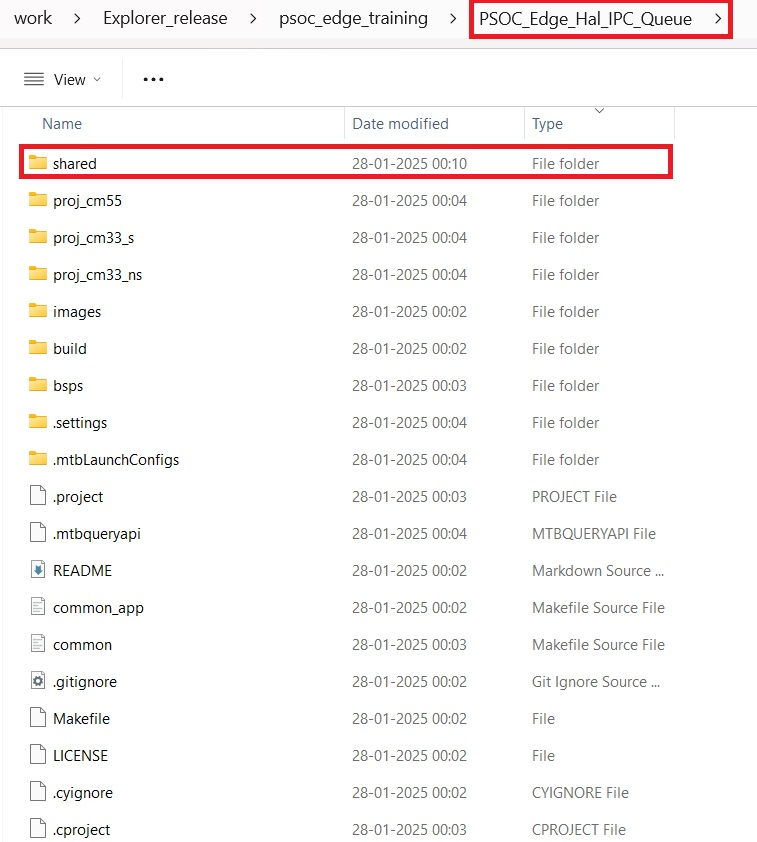 work > Explorer_release > psoc_edge_training > PSOC_Edge_Hal_IPC_Queue >
View ...
Name Date modified Type
shared 28-01-2025 00:10 File folder
proj_cm55 28-01-2025 00:04 File folder
proj_cm33_s 28-01-2025 00:04 File folder
proj_cm33_ns 28-01-2025 00:04 File folder
images 28-01-2025 00:02 File folder
build 28-01-2025 00:02 File folder
bsps 28-01-2025 00:03 File folder
.settings 28-01-2025 00:04 File folder
.mtbLaunchConfigs 28-01-2025 00:04 File folder
.project 28-01-2025 00:03 PROJECT File
.mtbqueryapi 28-01-2025 00:04 MTBQUERYAPI File
README 28-01-2025 00:02 Markdown Source ...
common_app 28-01-2025 00:02 Makefile Source File
common 28-01-2025 00:03 Makefile Source File
.gitignore 28-01-2025 00:02 Git Ignore Source ...
Makefile 28-01-2025 00:02 File
LICENSE 28-01-2025 00:02 File
.cyignore 28-01-2025 00:02 CYIGNORE File
.cproject 28-01-2025 00:03 CPROJECT File